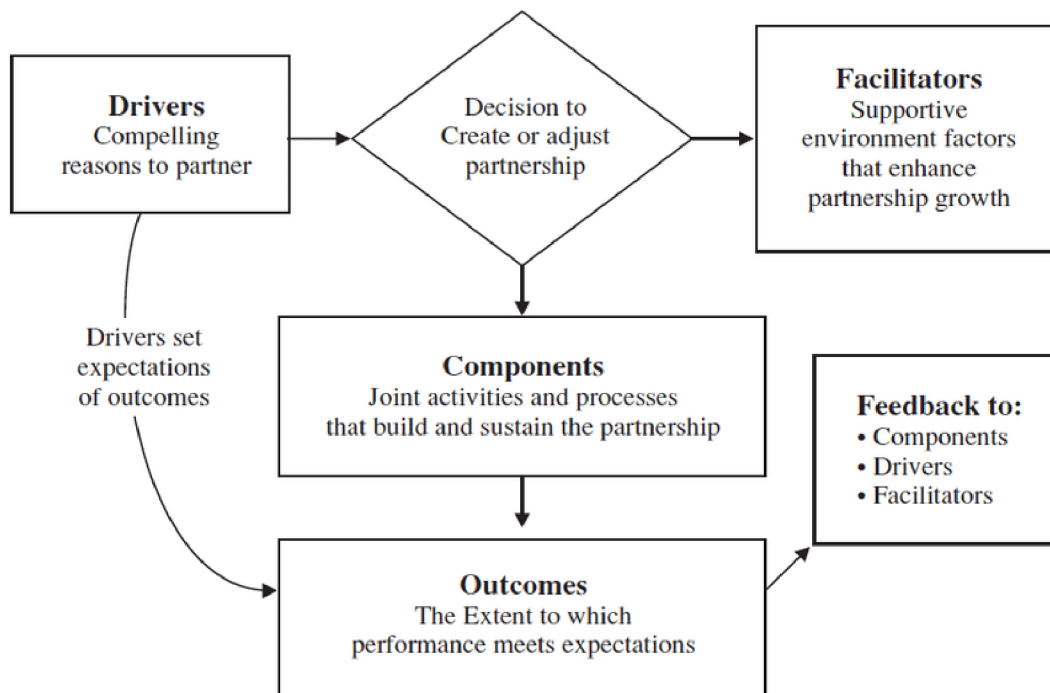 Drivers
Compelling
reasons to partner
Decision to
Create or adjust
partnership
Facilitators
Supportive
environment factors
that enhance
partnership growth
Drivers set
expectations
of outcomes
Components
Joint activities and processes
that build and sustain the partnership
Feedback to:
• Components
• Drivers
• Facilitators
Outcomes
The Extent to which
performance meets expectations